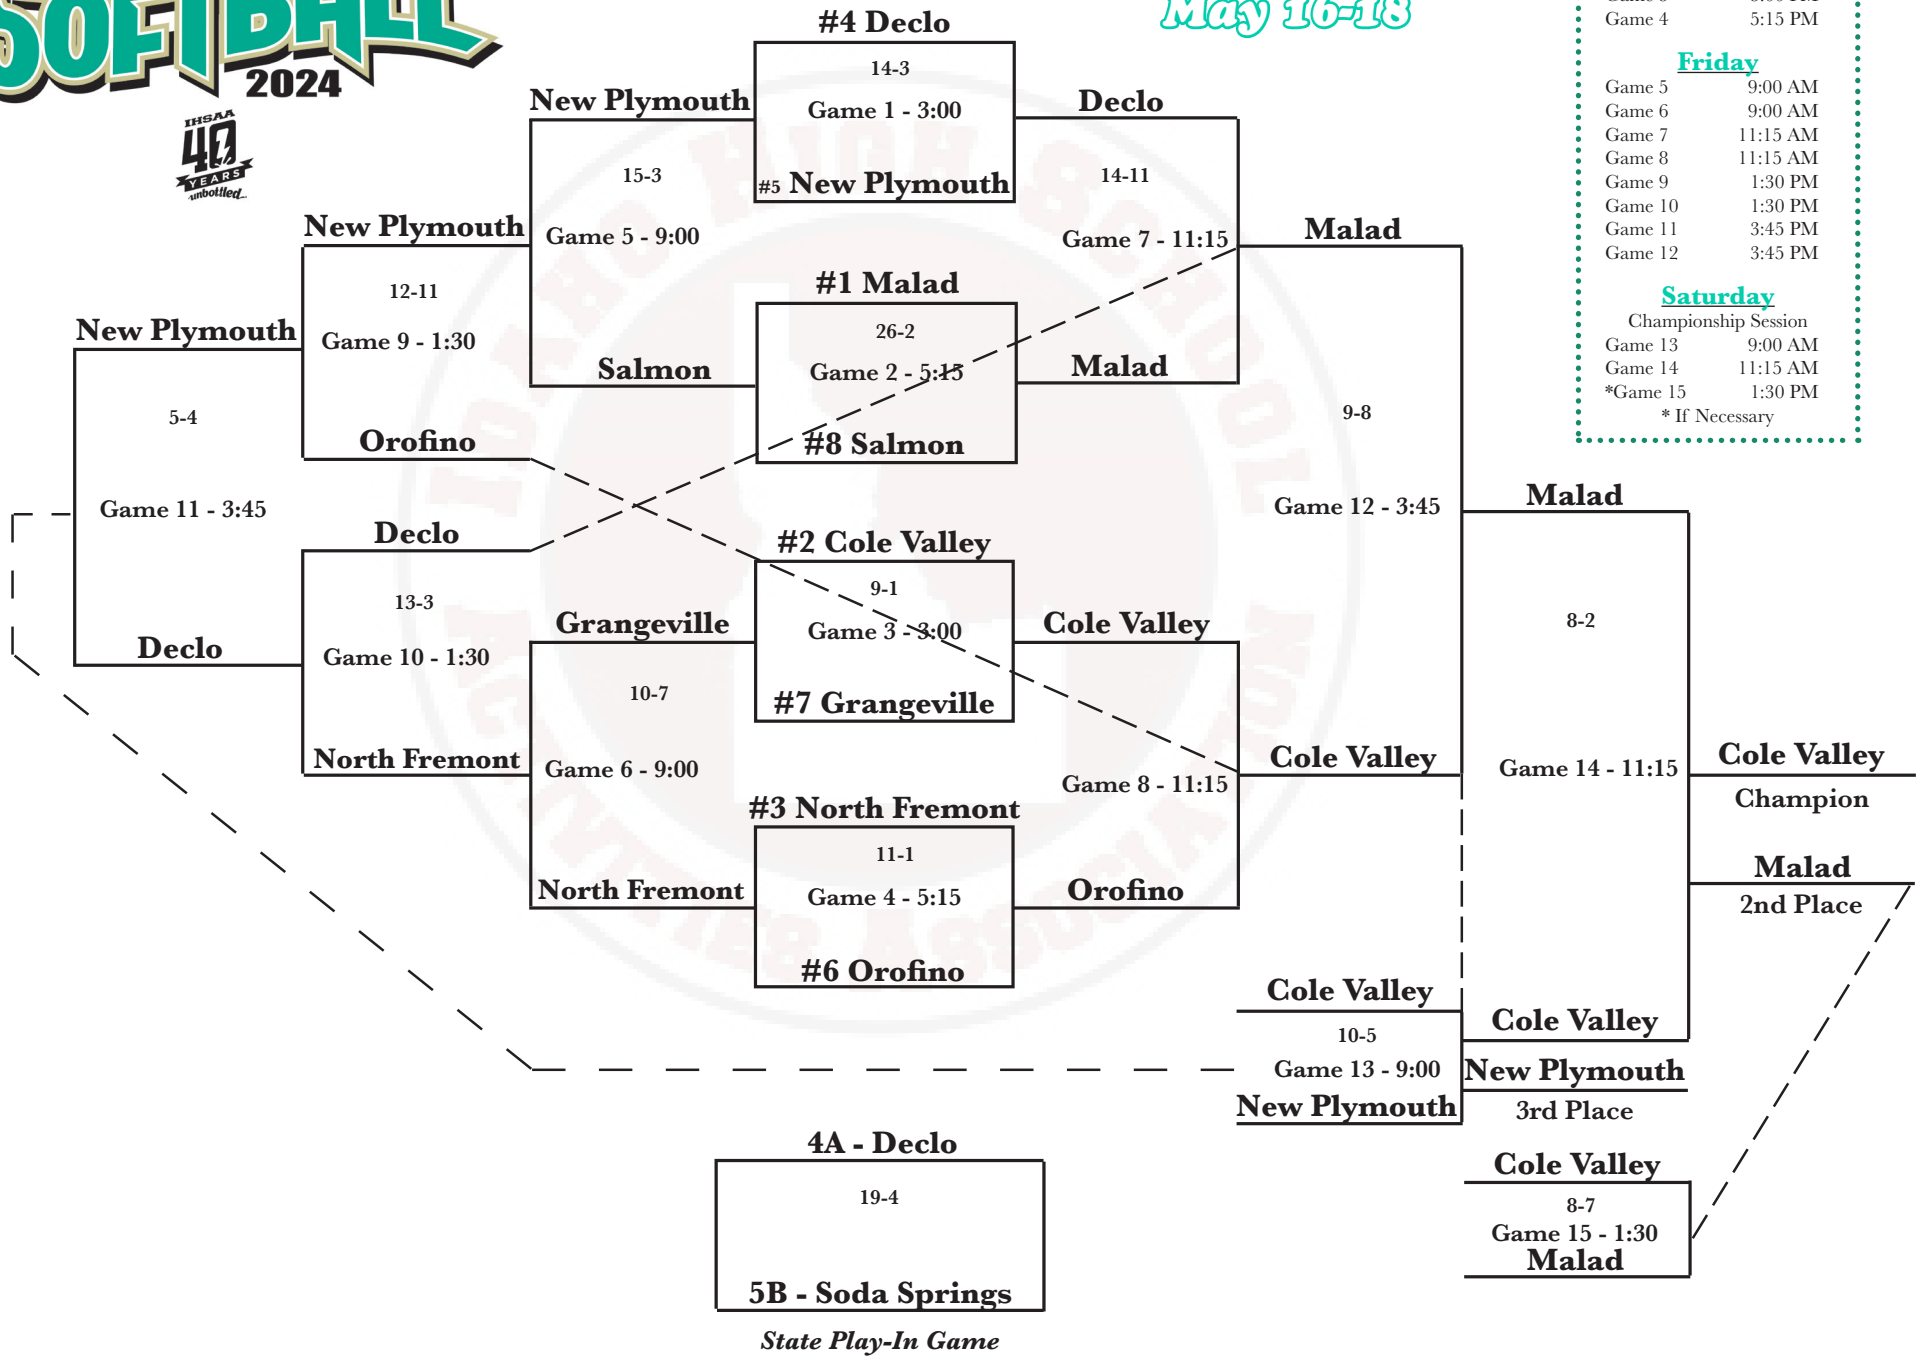 SOFTBALL
2024
IHSAA
40
YEARS
unbottled...
May 16-18
Game 4 5:15 PM
Friday
Game 5 9:00 AM
Game 6 9:00 AM
Game 7 11:15 AM
Game 8 11:15 AM
Game 9 1:30 PM
Game 10 1:30 PM
Game 11 3:45 PM
Game 12 3:45 PM
Saturday
Championship Session
Game 13 9:00 AM
Game 14 11:15 AM
*Game 15 1:30 PM
* If Necessary
#4 Declo
14-3
Game 1 - 3:00
#5 New Plymouth
#1 Malad
26-2
Game 2 - 5:15
#8 Salmon
#2 Cole Valley
9-1
Game 3 - 3:00
#7 Grangeville
#3 North Fremont
11-1
Game 4 - 5:15
#6 Orofino
New Plymouth
15-3
Game 5 - 9:00
Salmon
Grangeville
10-7
Game 6 - 9:00
North Fremont
Declo
14-11
Game 7 - 11:15
Malad
Cole Valley
Game 8 - 11:15
Orofino
New Plymouth
12-11
Game 9 - 1:30
Orofino
Declo
13-3
Game 10 - 1:30
North Fremont
New Plymouth
5-4
Game 11 - 3:45
Declo
Malad
9-8
Game 12 - 3:45
Cole Valley
Cole Valley
10-5
Game 13 - 9:00
New Plymouth
Malad
8-2
Game 14 - 11:15
Cole Valley
New Plymouth
3rd Place
Cole Valley
Champion
Malad
2nd Place
Cole Valley
8-7
Game 15 - 1:30
Malad
4A - Declo
19-4
5B - Soda Springs
State Play-In Game
IDAHO HIGH SCHOOL
ACTIVITIES ASSOCIATION